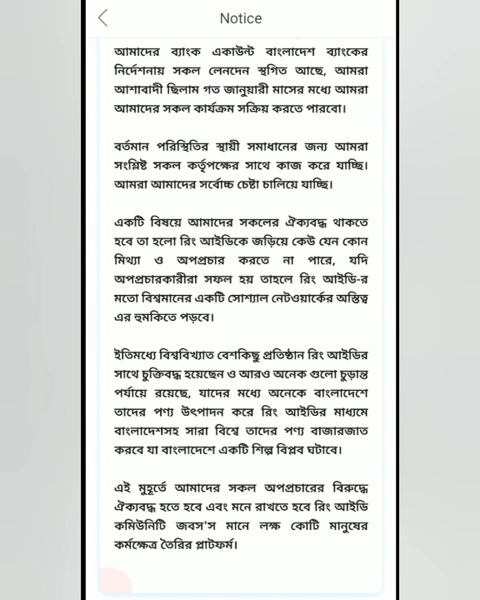 Notice
আমাদের ব্যাংক একাউন্ট বাংলাদেশ ব্যাংকের
নির্দেশনায় সকল লেনদেন স্থগিত আছে, আমরা
আশাবাদী ছিলাম গত জানুয়ারী মাসের মধ্যে আমরা
আমাদের সকল কার্যক্রম সক্রিয় করতে পারবো।
বর্তমান পরিস্থিতির স্থায়ী সমাধানের জন্য আমরা
সংশ্লিষ্ট সকল কর্তৃপক্ষের সাথে কাজ করে যাচ্ছি।
আমরা আমাদের সর্বোচ্চ চেষ্টা চালিয়ে যাচ্ছি।
একটি বিষয়ে আমাদের সকলের ঐক্যবদ্ধ থাকতে
হবে তা হলো রিং আইডিকে জড়িয়ে কেউ যেন কোন
মিথ্যা ও অপপ্রচার করতে না পারে, যদি
অপপ্রচারকারীরা সফল হয় তাহলে রিং আইডি-র
মতো বিশ্বমানের একটি সোশ্যাল নেটওয়ার্কের অস্তিত্ব
এর হুমকিতে পড়বে।
ইতিমধ্যে বিশ্ববিখ্যাত বেশকিছু প্রতিষ্ঠান রিং আইডির
সাথে চুক্তিবদ্ধ হয়েছেন ও আরও অনেক গুলো চুড়ান্ত
পর্যায়ে রয়েছে, যাদের মধ্যে অনেকে বাংলাদেশে
তাদের পণ্য উৎপাদন করে রিং আইডির মাধ্যমে
বাংলাদেশসহ সারা বিশ্বে তাদের পণ্য বাজারজাত
করবে যা বাংলাদেশে একটি শিল্প বিপ্লব ঘটাবে।
এই মুহূর্তে আমাদের সকল অপপ্রচারের বিরুদ্ধে
ঐক্যবদ্ধ হতে হবে এবং মনে রাখতে হবে রিং আইডি
কমিউনিটি জবস'স মানে লক্ষ কোটি মানুষের
কর্মক্ষেত্র তৈরির প্লাটফর্ম।